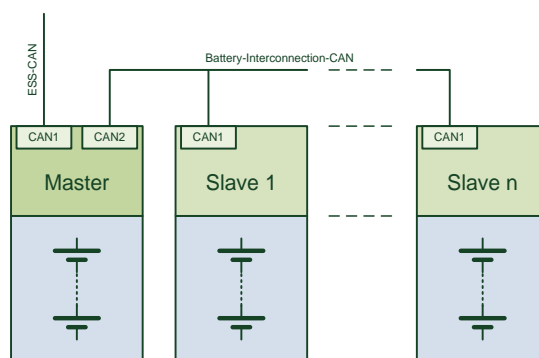 ESS-CAN
Battery-Interconnection-CAN
CAN1
CAN2
CAN1
CAN1
Master
Slave 1
Slave n